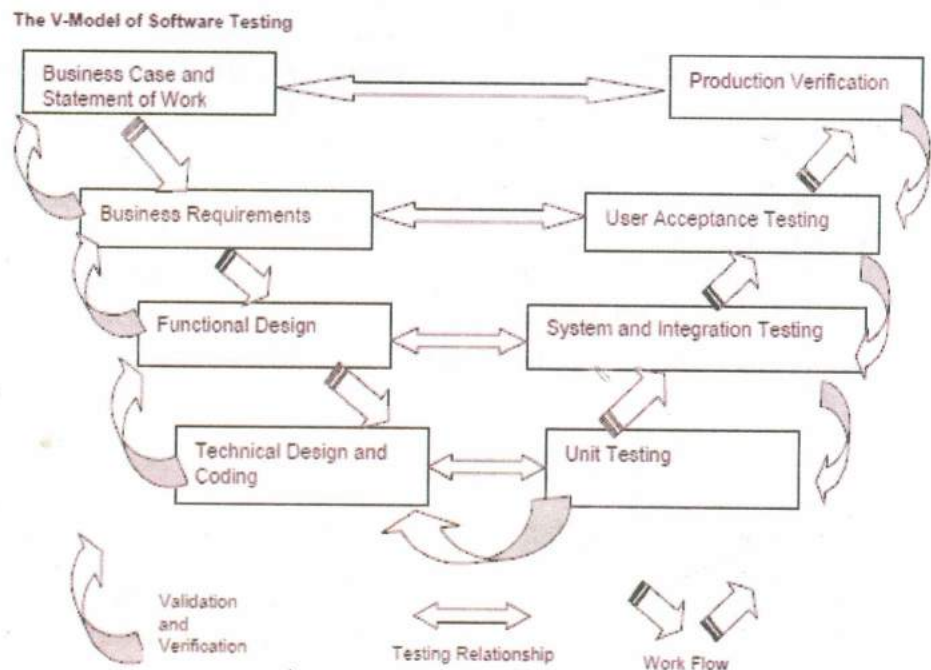 The V-Model of Software Testing
Business Case and
Statement of Work
Production Verification
Business Requirements
User Acceptance Testing
Functional Design
System and Integration Testing
Technical Design and
Coding
Unit Testing
Validation
and
Verification
Testing Relationship
Work Flow